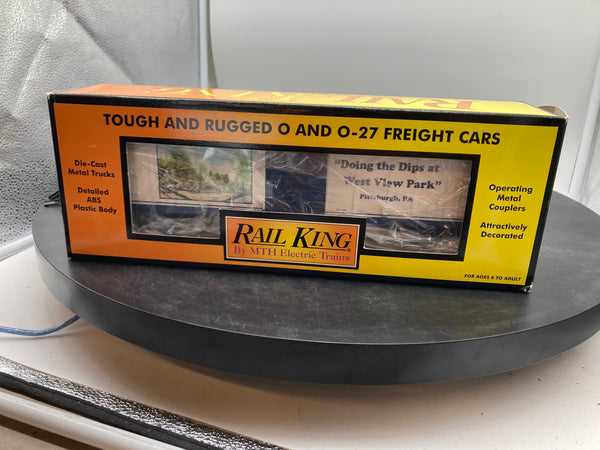 RAIL KING
TOUGH AND RUGGED O AND O-27 FREIGHT CARS
Die-Cast
Metal Trucks
Detailed
ABS
Plastic Body
"Doing the Dips at
West View Park"
Pittsburgh, PA
Operating
Metal
Couplers
Attractively
Decorated
RAIL KING
By MTH Electric Trains
FOR AGES 8 TO ADULT